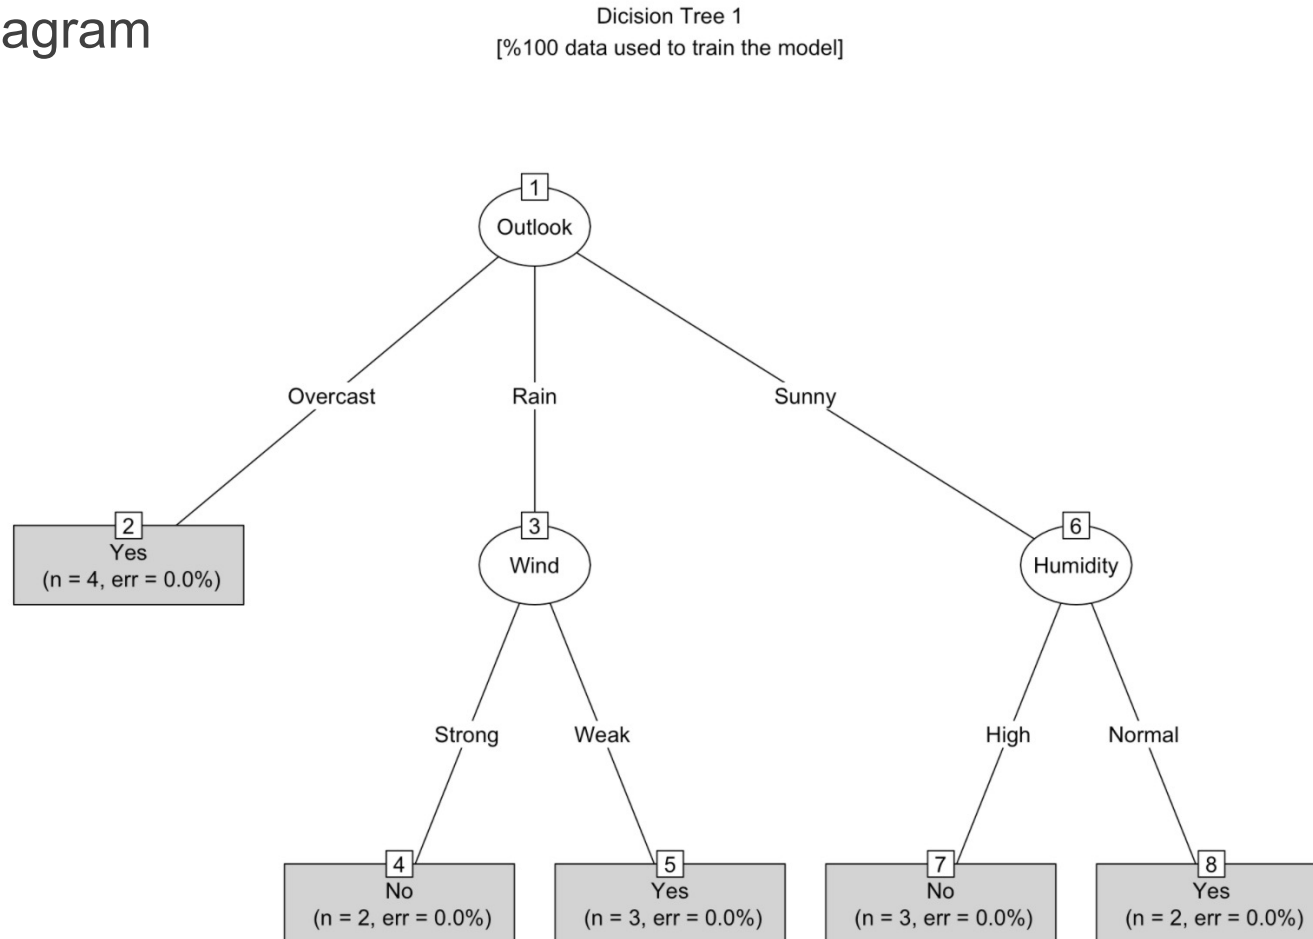 agram
Dicision Tree 1
[%100 data used to train the model]
1
Outlook
Overcast
Rain
Sunny
2
Yes
(n = 4, err = 0.0%)
3
Wind
6
Humidity
Strong
Weak
High
Normal
4
No
(n = 2, err = 0.0%)
5
Yes
(n = 3, err = 0.0%)
7
No
(n = 3, err = 0.0%)
8
Yes
(n = 2, err = 0.0%)